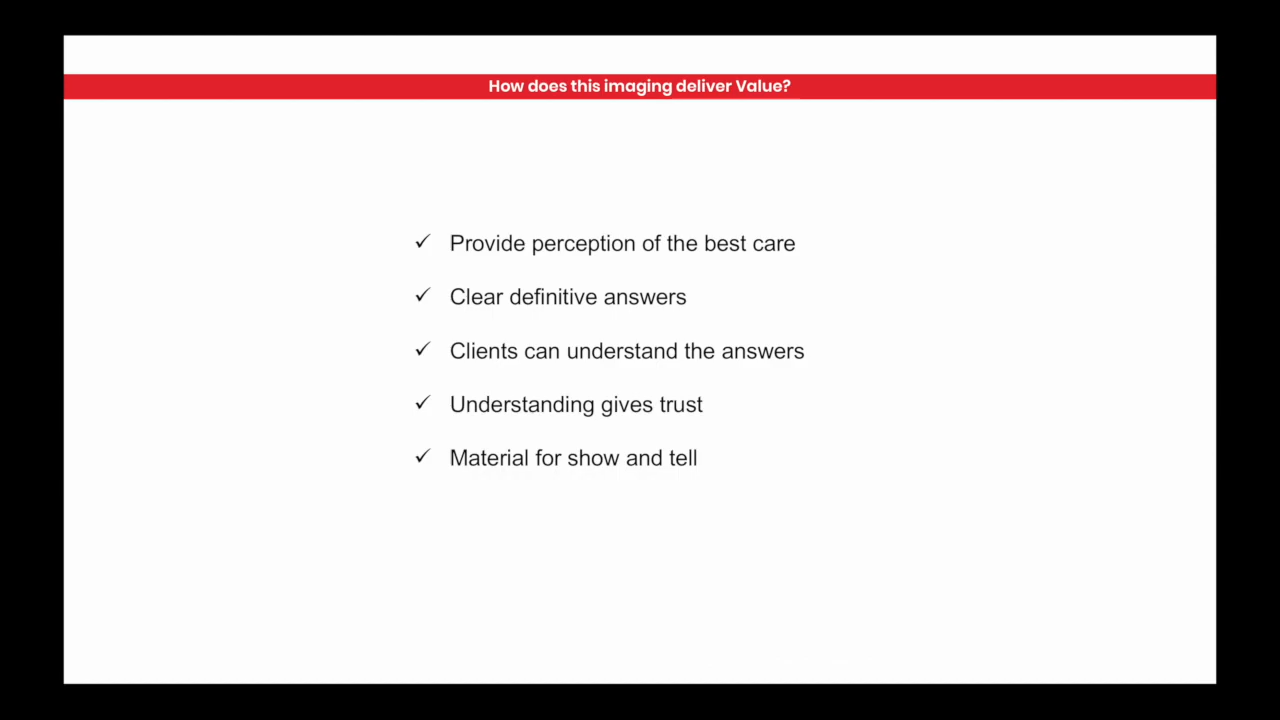 How does this imaging deliver Value?
✓ Provide perception of the best care
✓ Clear definitive answers
✓ Clients can understand the answers
✓ Understanding gives trust
✓ Material for show and tell